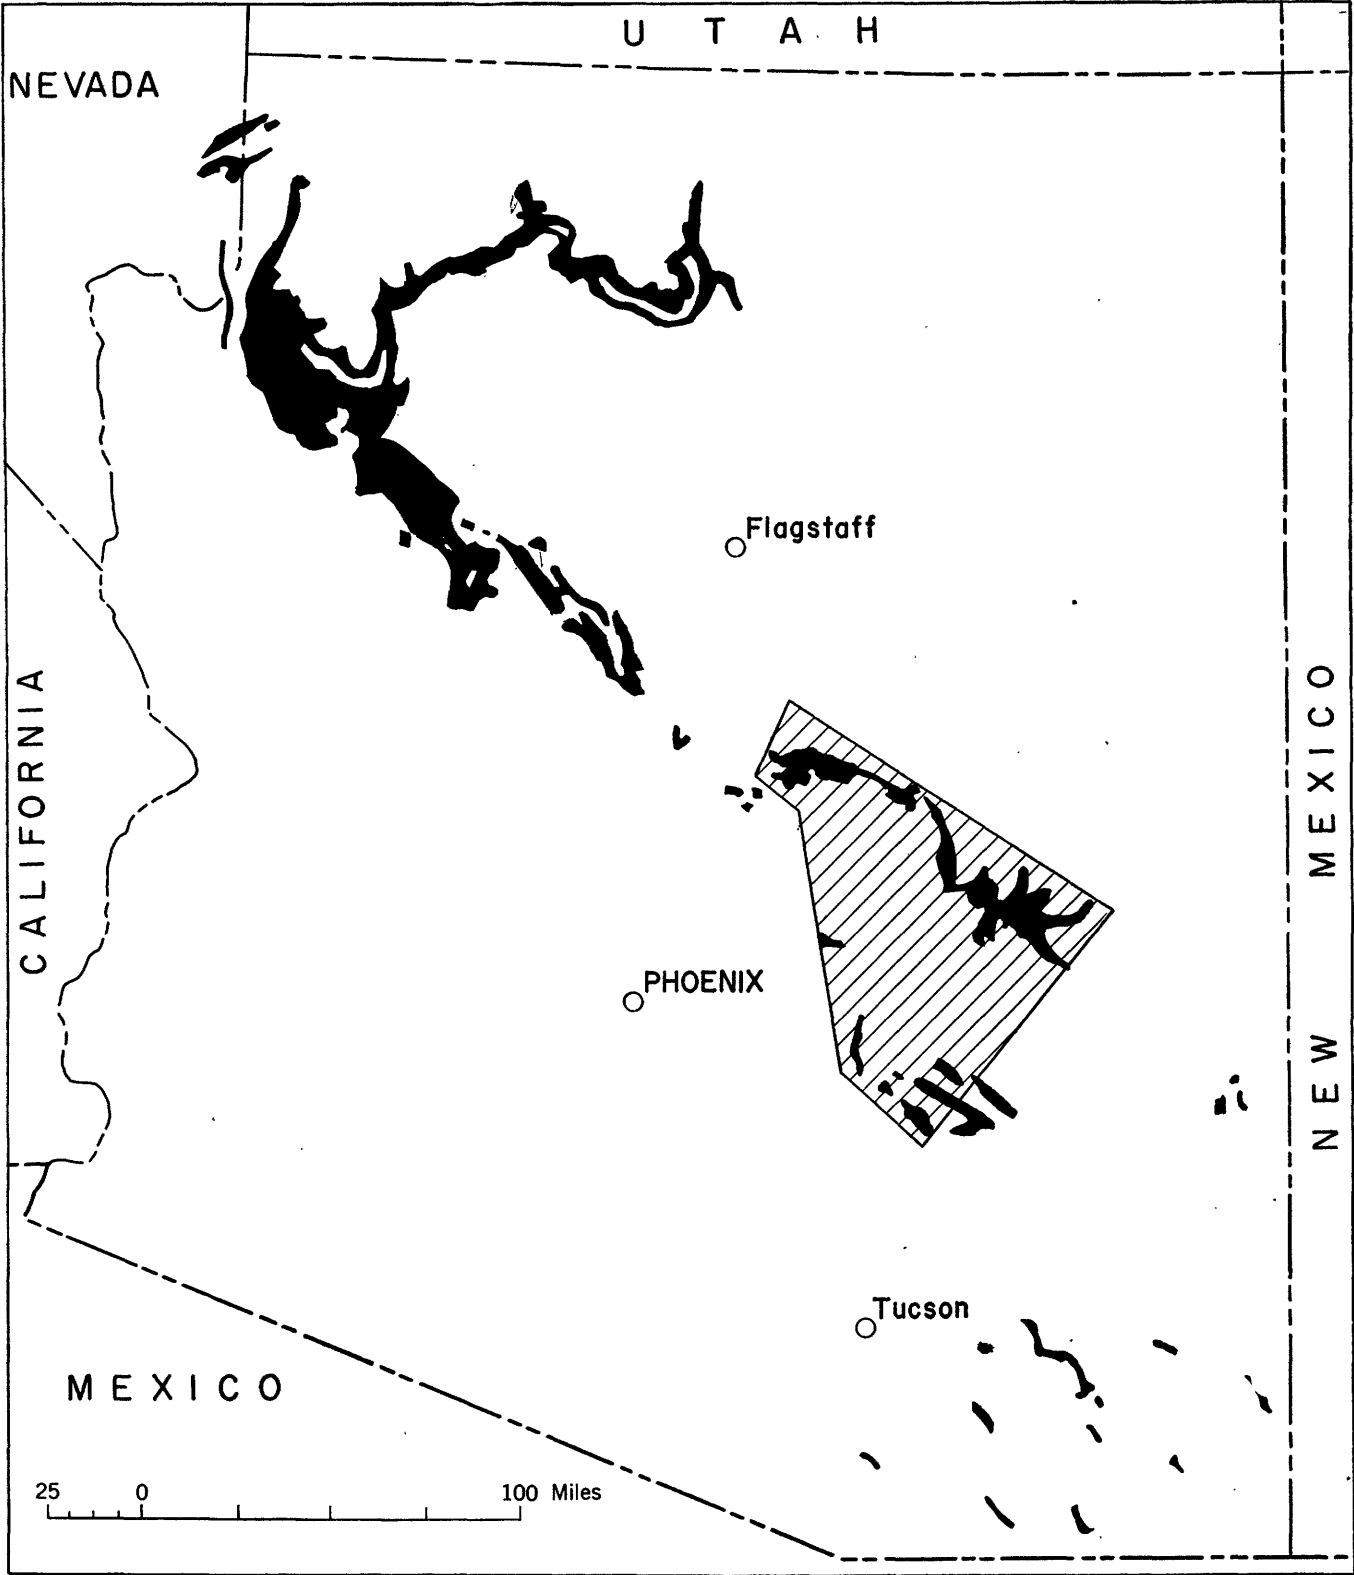 U T A H
NEVADA
Flagstaff
CALIFORNIA
NEW MEXICO
PHOENIX
Tucson
MEXICO
25 0 100 Miles